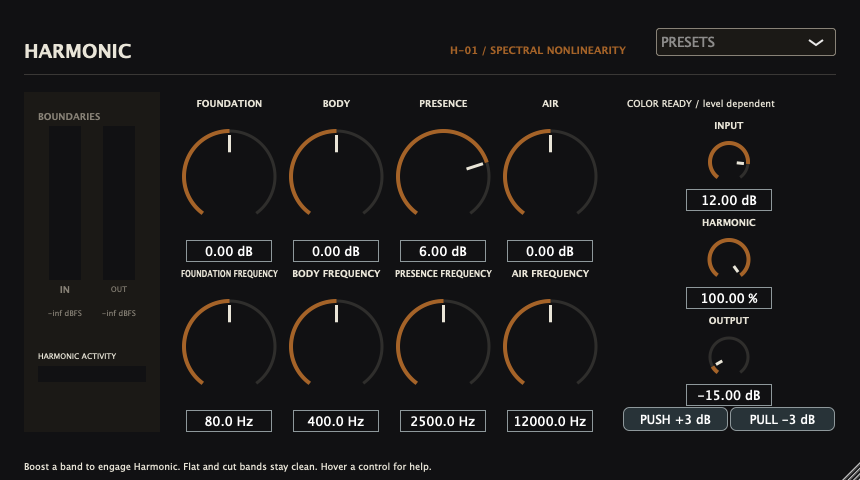 HARMONIC
H-01 / SPECTRAL NONLINEARITY
PRESETS
BOUNDARIES
IN
OUT
-inf dBFS
-inf dBFS
HARMONIC ACTIVITY
FOUNDATION
BODY
PRESENCE
AIR
0.00 dB
0.00 dB
6.00 dB
0.00 dB
FOUNDATION FREQUENCY
BODY FREQUENCY
PRESENCE FREQUENCY
AIR FREQUENCY
80.0 Hz
400.0 Hz
2500.0 Hz
12000.0 Hz
COLOR READY / level dependent
INPUT
12.00 dB
HARMONIC
100.00 %
OUTPUT
-15.00 dB
PUSH +3 dB
PULL -3 dB
Boost a band to engage Harmonic. Flat and cut bands stay clean. Hover a control for help.